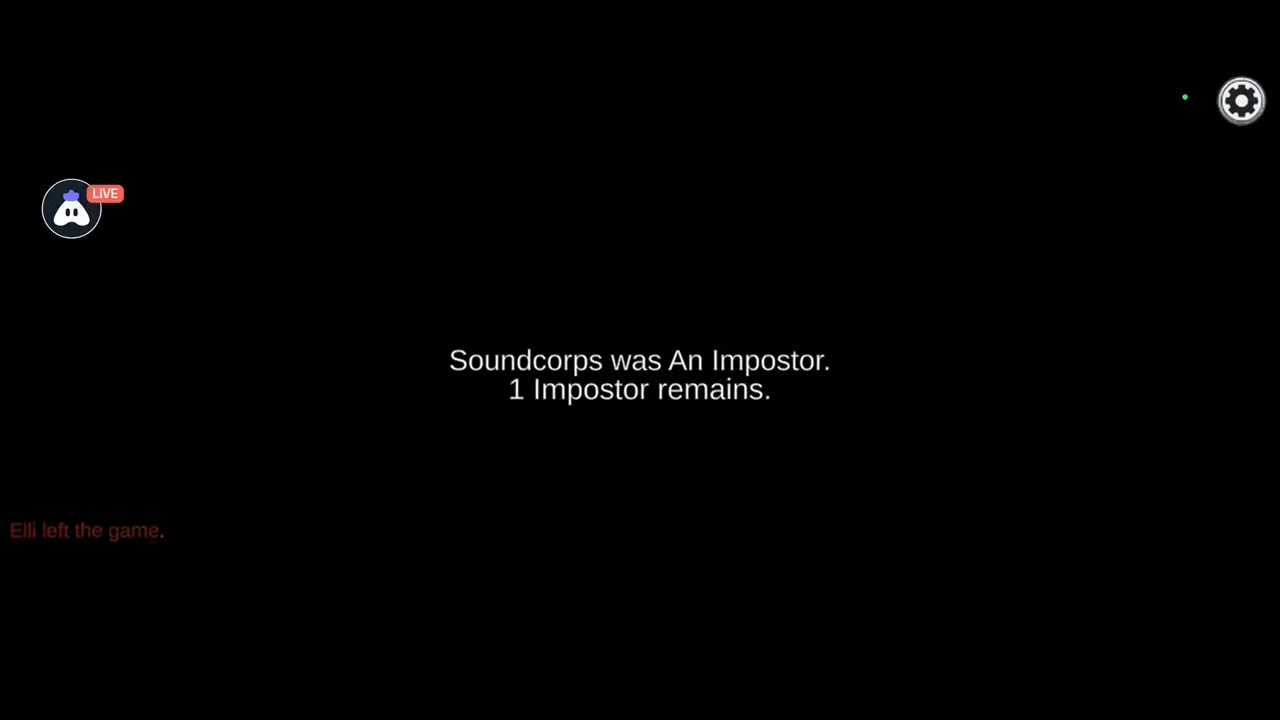 LIVE
Soundcorps was An Impostor.
1 Impostor remains.
Elli left the game.